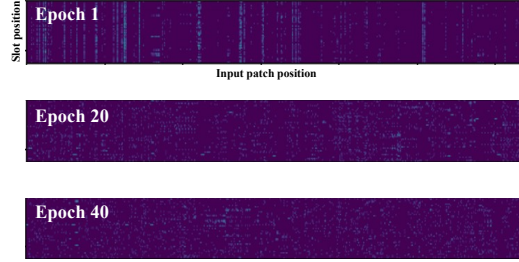 Epoch 1
Slot position
Input patch position
Epoch 20
Epoch 40